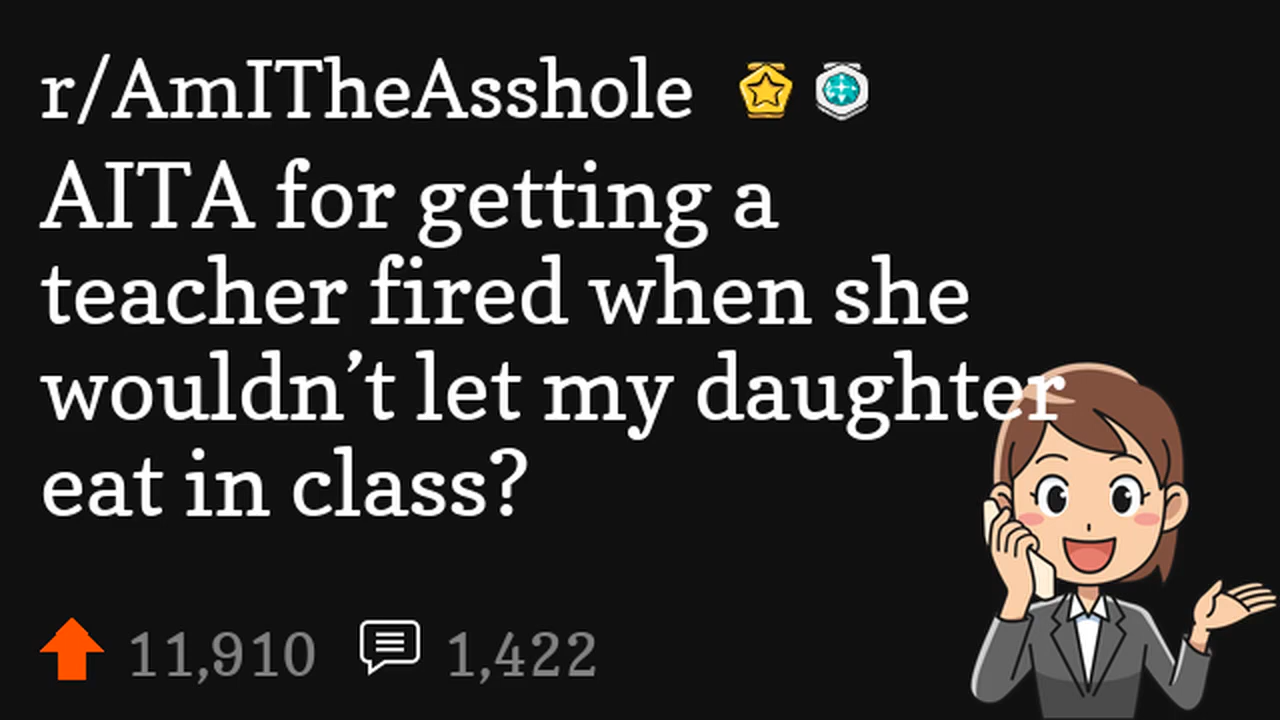 r/AmITheAsshole
AITA for getting a
teacher fired when she
wouldn’t let my daughter
eat in class?
11,910 1,422